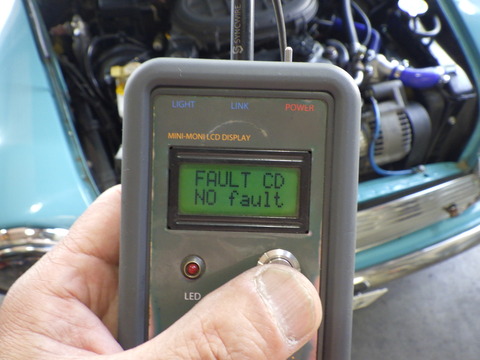 LIGHT LINK POWER
MINI-MONI LCD DISPLAY
FAULT CD
NO fault
LED